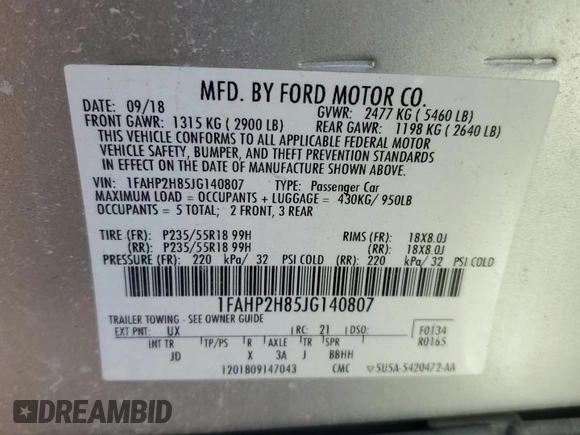 MFD. BY FORD MOTOR CO.
DATE: 09/18 GVWR: 2477 KG ( 5460 LB)
FRONT GAWR: 1315 KG ( 2900 LB) REAR GAWR: 1198 KG ( 2640 LB)
THIS VEHICLE CONFORMS TO ALL APPLICABLE FEDERAL MOTOR
VEHICLE SAFETY, BUMPER, AND THEFT PREVENTION STANDARDS
IN EFFECT ON THE DATE OF MANUFACTURE SHOWN ABOVE.
VIN: 1FAHP2H85JG140807 TYPE: Passenger Car
MAXIMUM LOAD = OCCUPANTS + LUGGAGE = 430KG/ 950LB
OCCUPANTS = 5 TOTAL; 2 FRONT, 3 REAR
TIRE (FR): P235/55R18 99H RIMS (FR): 18X8.0J
(RR): P235/55R18 99H (RR): 18X8.0J
PRESSURE (FR): 220 kPa/ 32 PSI COLD (RR): 220 kPa/ 32 PSI COLD
1FAHP2H85JG140807
TRAILER TOWING - SEE OWNER GUIDE
EXT PNT: UX RC: 21 DSO: F0134
INT TR TP/PS R AXLE TR SPR R0165
JD X 3A J BBHH
1201809147043 CMC 5U5A-S420472-AA
DREAMBID
START TO WIN